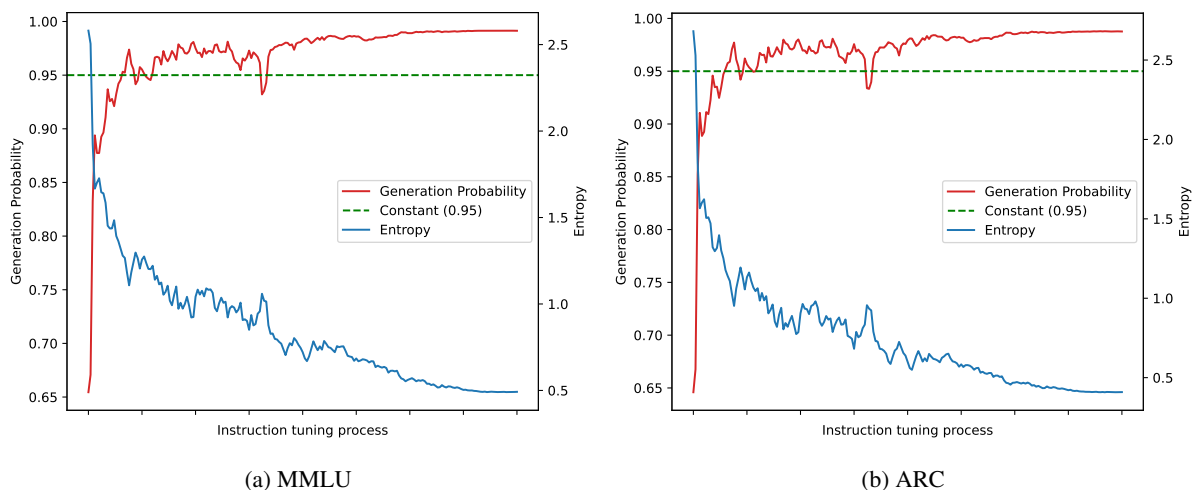 1.00
0.95
0.90
0.85
0.80
0.75
0.70
0.65
Generation Probability
2.5
2.0
1.5
1.0
0.5
Entropy
Generation Probability
Constant (0.95)
Entropy
Instruction tuning process
(a) MMLU
1.00
0.95
0.90
0.85
0.80
0.75
0.70
0.65
Generation Probability
2.5
2.0
1.5
1.0
0.5
Entropy
Generation Probability
Constant (0.95)
Entropy
Instruction tuning process
(b) ARC